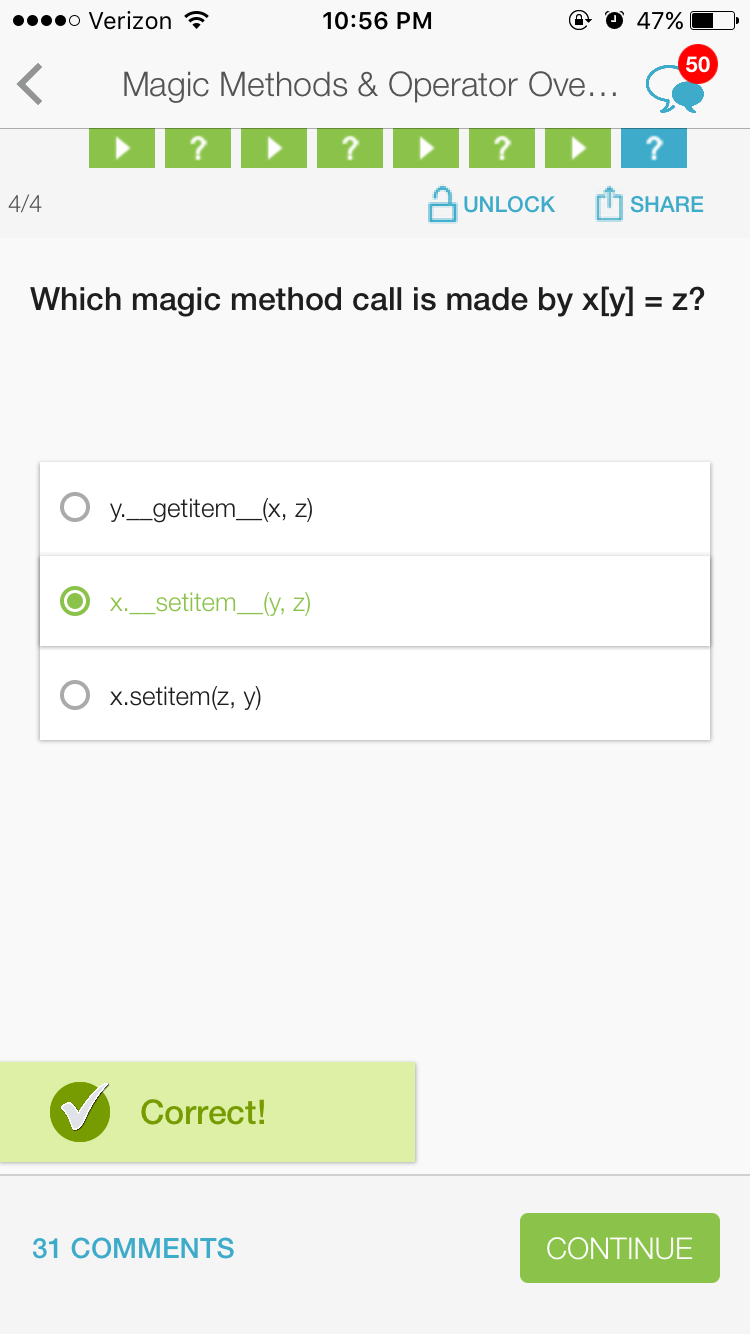 Verizon 10:56 PM 47%
Magic Methods & Operator Ove... 50
? ? ? ?
4/4 UNLOCK SHARE
Which magic method call is made by x[y] = z?
y.__getitem__(x, z)
x.__setitem__(y, z)
x.setitem(z, y)
Correct!
31 COMMENTS CONTINUE